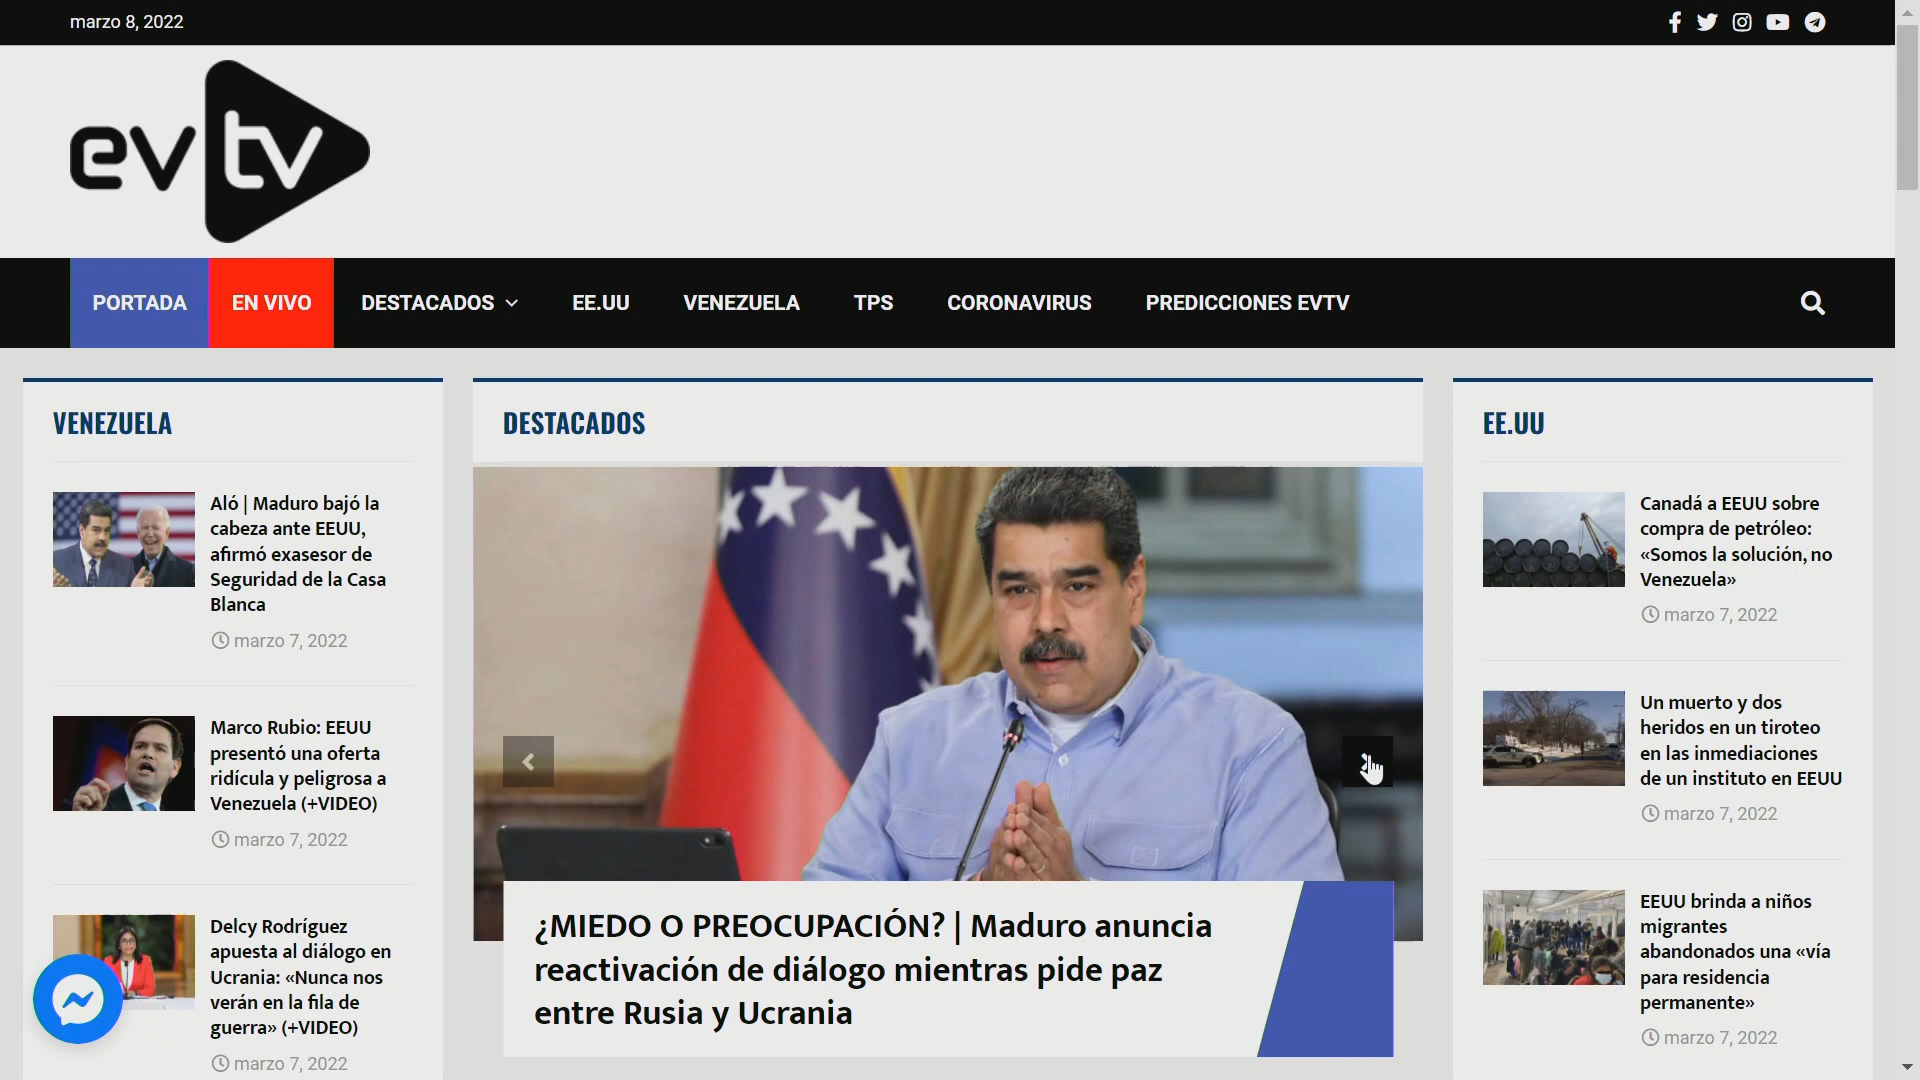 marzo 8, 2022
evtv
PORTADA
EN VIVO
DESTACADOS
EE.UU
VENEZUELA
TPS
CORONAVIRUS
PREDICCIONES EVTV
VENEZUELA
Aló | Maduro bajó la
cabeza ante EEUU,
afirmó exasesor de
Seguridad de la Casa
Blanca
marzo 7, 2022
Marco Rubio: EEUU
presentó una oferta
ridícula y peligrosa a
Venezuela (+VIDEO)
marzo 7, 2022
Delcy Rodríguez
apuesta al diálogo en
Ucrania: «Nunca nos
verán en la fila de
guerra» (+VIDEO)
marzo 7, 2022
DESTACADOS
¿MIEDO O PREOCUPACIÓN? | Maduro anuncia
reactivación de diálogo mientras pide paz
entre Rusia y Ucrania
EE.UU
Canadá a EEUU sobre
compra de petróleo:
«Somos la solución, no
Venezuela»
marzo 7, 2022
Un muerto y dos
heridos en un tiroteo
en las inmediaciones
de un instituto en EEUU
marzo 7, 2022
EEUU brinda a niños
migrantes
abandonados una «vía
para residencia
permanente»
marzo 7, 2022